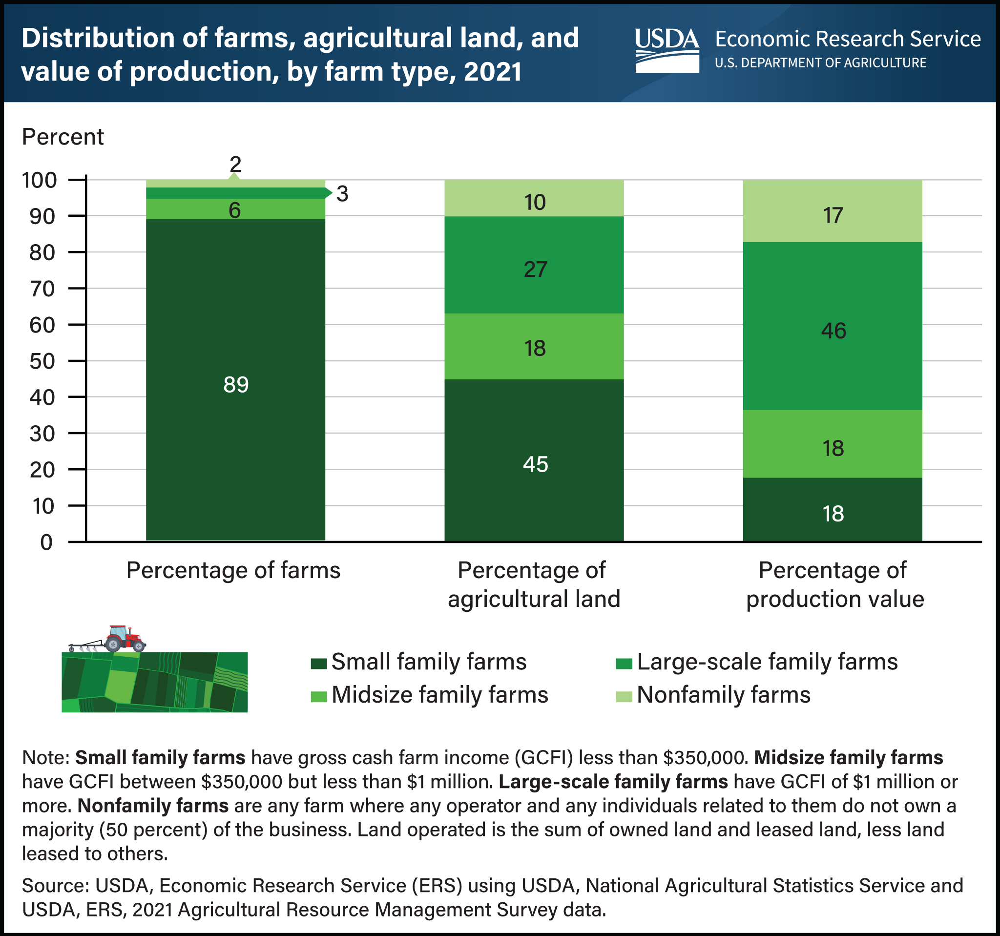 Distribution of farms, agricultural land, and
value of production, by farm type, 2021
USDA
Economic Research Service
U.S. DEPARTMENT OF AGRICULTURE
Percent
100
90
80
70
60
50
40
30
20
10
0
2
3
6
89
10
27
18
45
17
46
18
18
Percentage of farms
Percentage of
agricultural land
Percentage of
production value
Small family farms
Large-scale family farms
Midsize family farms
Nonfamily farms
Note: Small family farms have gross cash farm income (GCFI) less than $350,000. Midsize family farms
have GCFI between $350,000 but less than $1 million. Large-scale family farms have GCFI of $1 million or
more. Nonfamily farms are any farm where any operator and any individuals related to them do not own a
majority (50 percent) of the business. Land operated is the sum of owned land and leased land, less land
leased to others.
Source: USDA, Economic Research Service (ERS) using USDA, National Agricultural Statistics Service and
USDA, ERS, 2021 Agricultural Resource Management Survey data.